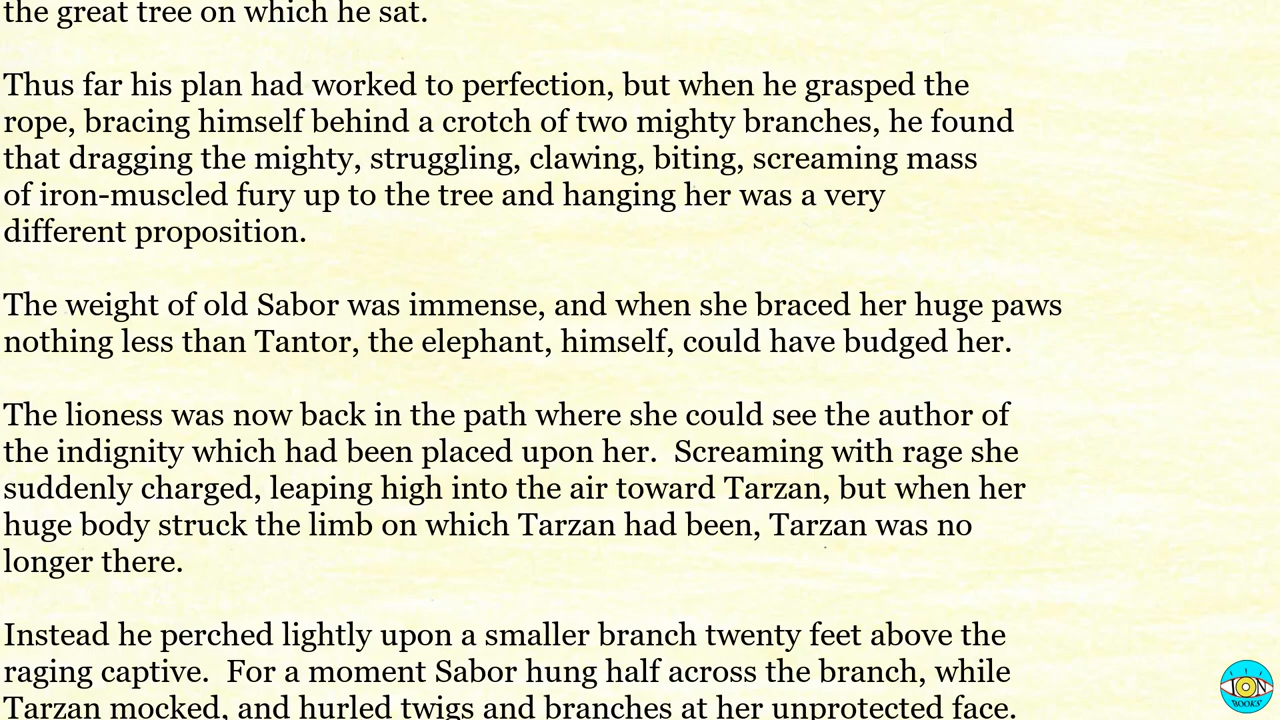 the great tree on which he sat.
Thus far his plan had worked to perfection, but when he grasped the
rope, bracing himself behind a crotch of two mighty branches, he found
that dragging the mighty, struggling, clawing, biting, screaming mass
of iron-muscled fury up to the tree and hanging her was a very
different proposition.
The weight of old Sabor was immense, and when she braced her huge paws
nothing less than Tantor, the elephant, himself, could have budged her.
The lioness was now back in the path where she could see the author of
the indignity which had been placed upon her.  Screaming with rage she
suddenly charged, leaping high into the air toward Tarzan, but when her
huge body struck the limb on which Tarzan had been, Tarzan was no
longer there.
Instead he perched lightly upon a smaller branch twenty feet above the
raging captive.  For a moment Sabor hung half across the branch, while
Tarzan mocked, and hurled twigs and branches at her unprotected face.
ION
BOOKS